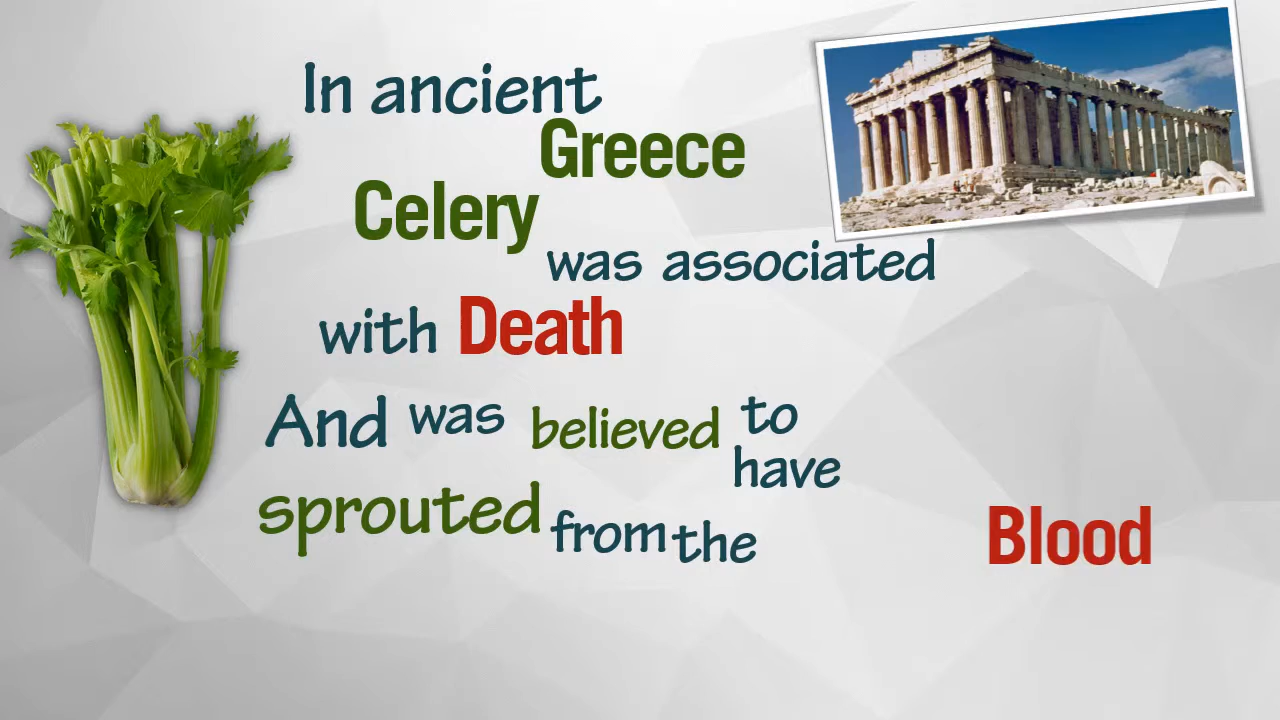 In ancient
Greece
Celery
was associated
with Death
And was believed to
have
sprouted from the Blood